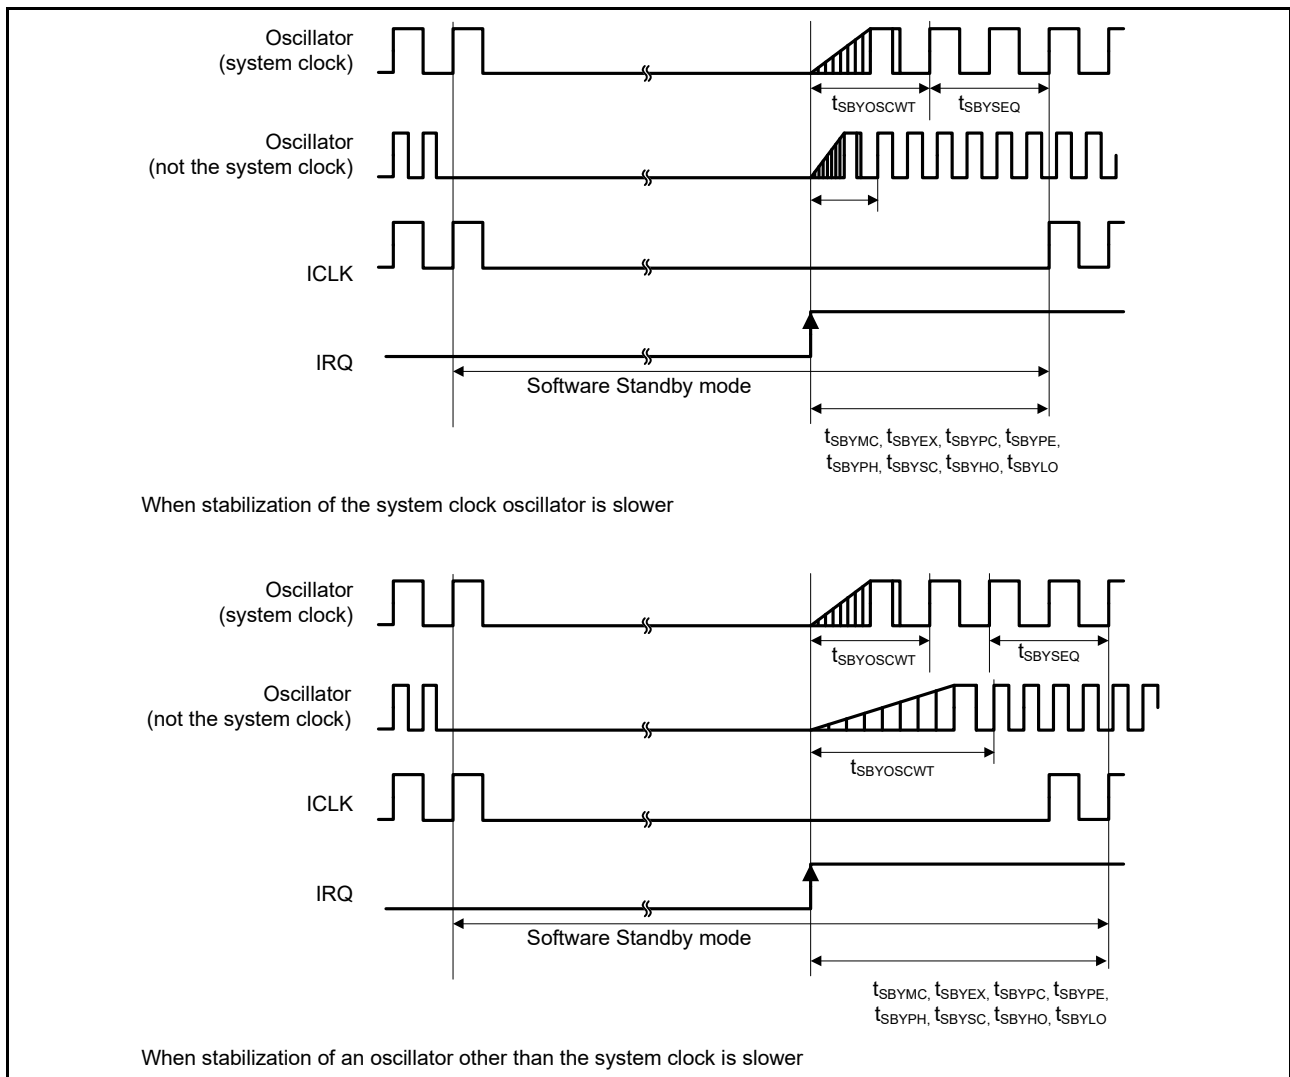 Oscillator
(system clock)
tSBYOSCWT
tSBYSEQ
Oscillator
(not the system clock)
ICLK
IRQ
Software Standby mode
tSBYMC, tSBYEX, tSBYPC, tSBYPE,
tSBYPH, tSBYSC, tSBYHO, tSBYLO
When stabilization of the system clock oscillator is slower
Oscillator
(system clock)
tSBYOSCWT
tSBYSEQ
Oscillator
(not the system clock)
tSBYOSCWT
ICLK
IRQ
Software Standby mode
tSBYMC, tSBYEX, tSBYPC, tSBYPE,
tSBYPH, tSBYSC, tSBYHO, tSBYLO
When stabilization of an oscillator other than the system clock is slower